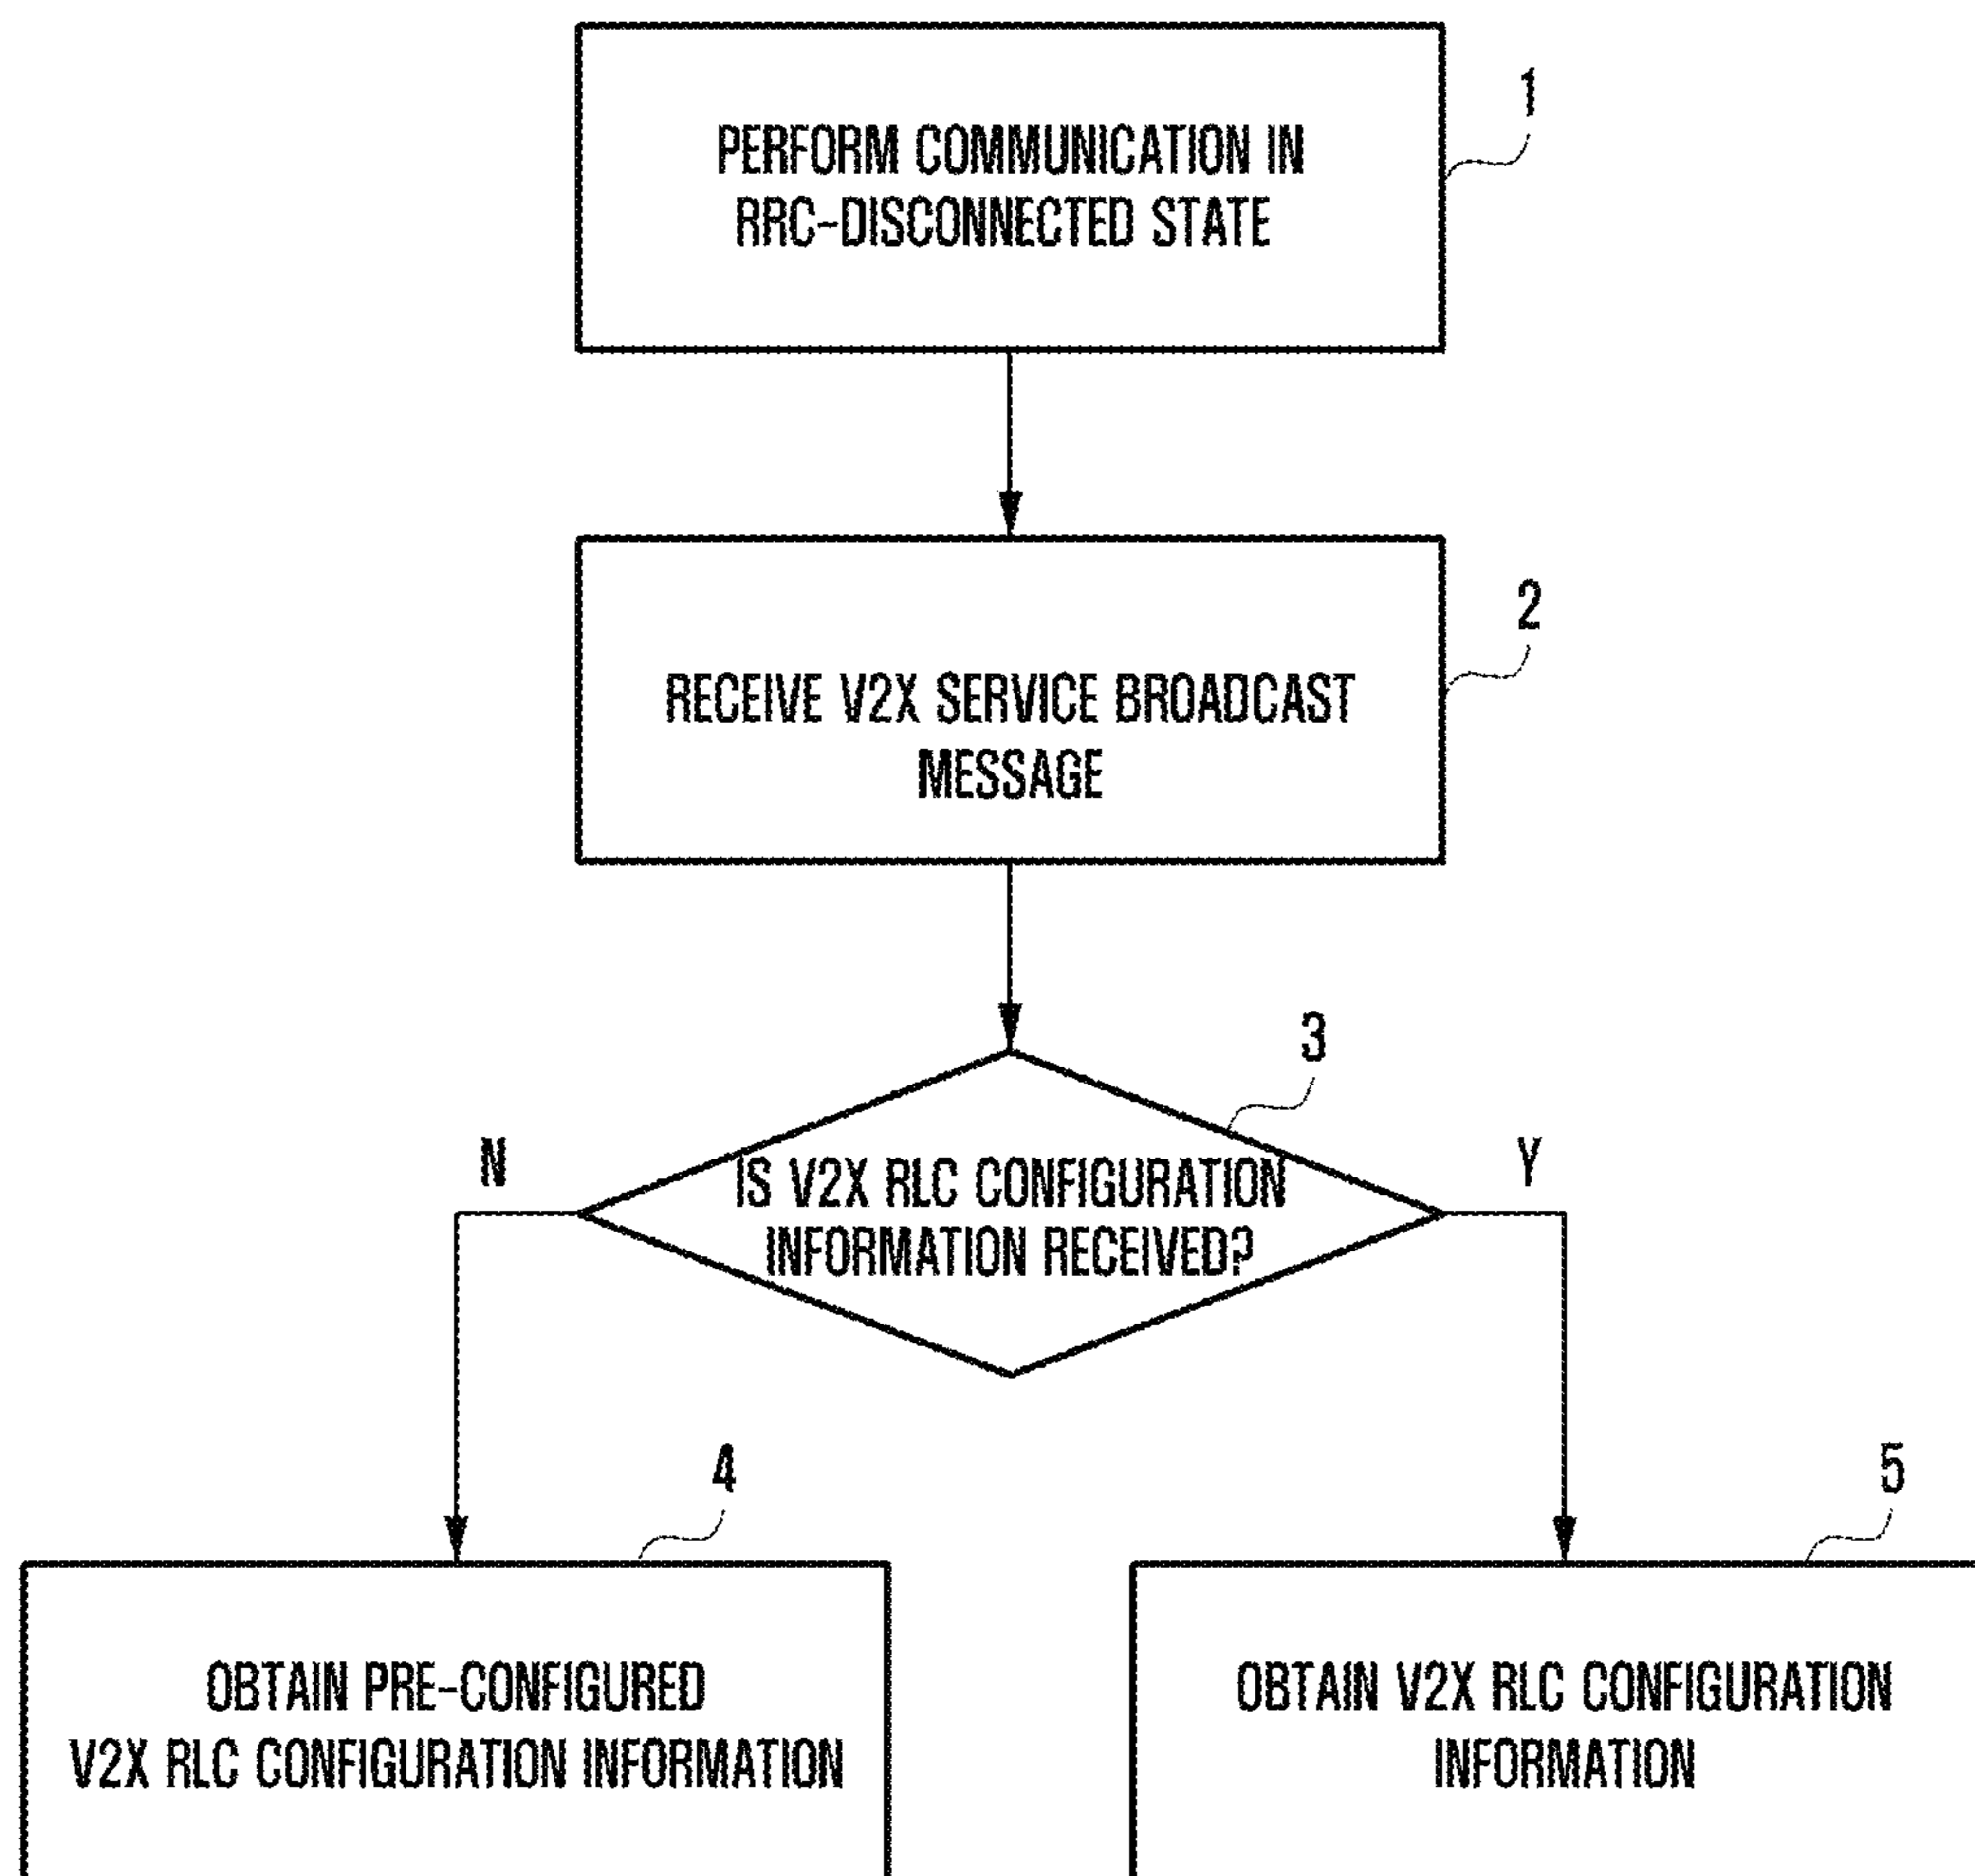 1
PERFORM COMMUNICATION IN
RRC-DISCONNECTED STATE
2
RECEIVE V2X SERVICE BROADCAST
MESSAGE
3
N
Y
IS V2X RLC CONFIGURATION
INFORMATION RECEIVED?
4
5
OBTAIN PRE-CONFIGURED
V2X RLC CONFIGURATION INFORMATION
OBTAIN V2X RLC CONFIGURATION
INFORMATION